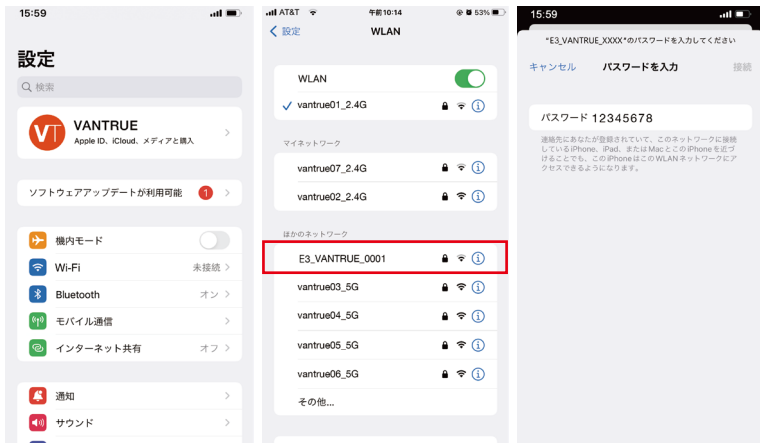 15:59
設定
検索
VT
VANTRUE
Apple ID、iCloud、メディアと購入
ソフトウェアアップデートが利用可能 1
機内モード
Wi-Fi 未接続
Bluetooth オン
モバイル通信
インターネット共有 オフ
通知
サウンド
AT&T 午前10:14 53%
設定 WLAN
WLAN
vantrue01_2.4G
マイネットワーク
vantrue07_2.4G
vantrue02_2.4G
ほかのネットワーク
E3_VANTRUE_0001
vantrue03_5G
vantrue04_5G
vantrue05_5G
vantrue06_5G
その他...
15:59
"E3_VANTRUE_XXXX"のパスワードを入力してください
キャンセル パスワードを入力 接続
パスワード 12345678
連絡先にあなたが登録されていて、このネットワークに接続
しているiPhone、iPad、またはMacとこのiPhoneを近づ
けることでも、このiPhoneはこのWLANネットワークにア
クセスできるようになります。